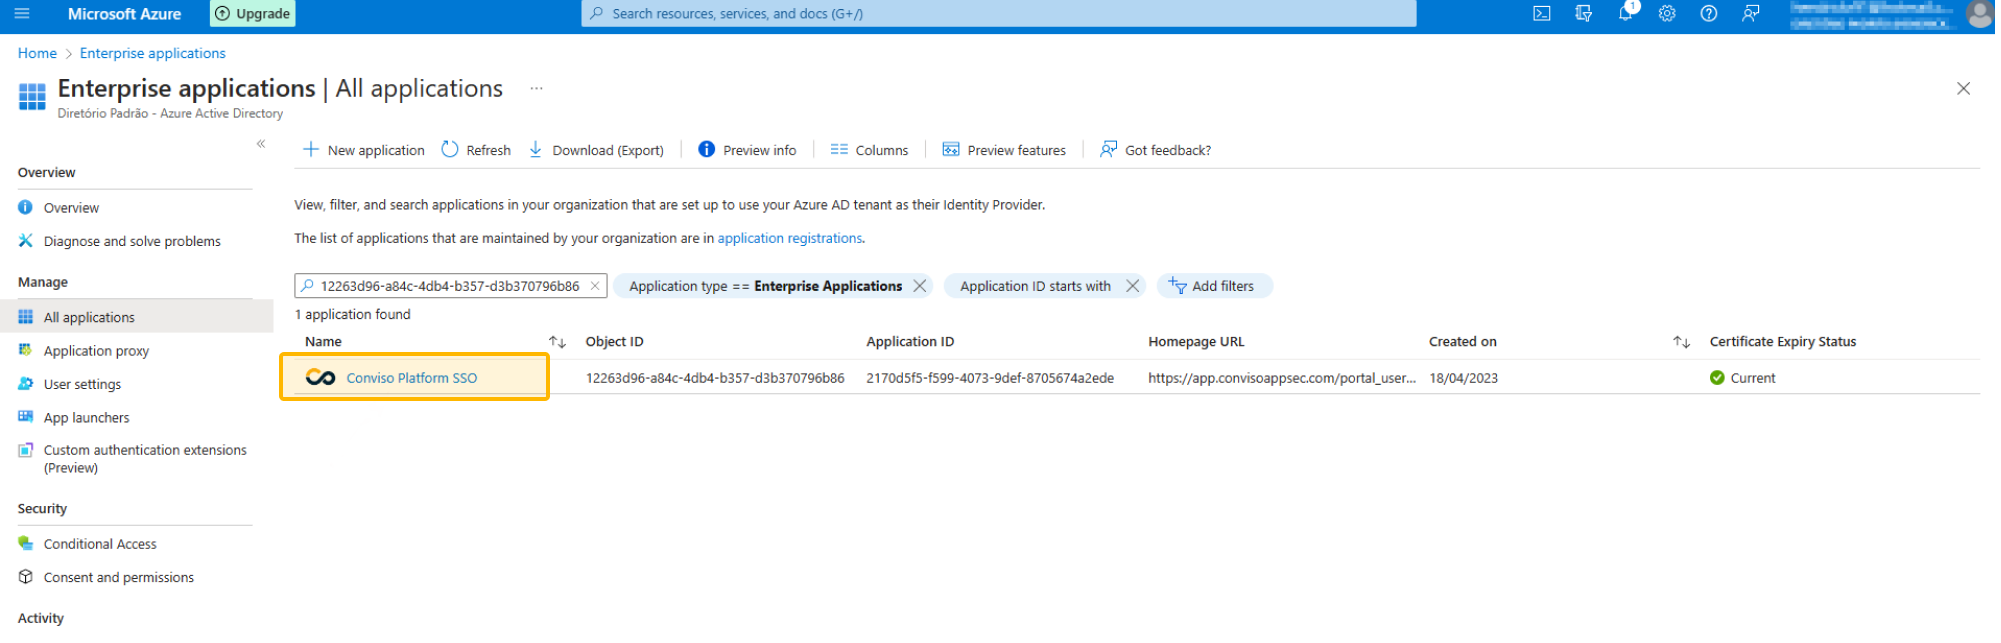 Microsoft Azure
Upgrade
Search resources, services, and docs (G+/)
1
Home > Enterprise applications
Enterprise applications | All applications ...
Diretório Padrão - Azure Active Directory
«
New application Refresh Download (Export) Preview info Columns Preview features Got feedback?
Overview
Overview
Diagnose and solve problems
Manage
All applications
Application proxy
User settings
App launchers
Custom authentication extensions
(Preview)
Security
Conditional Access
Consent and permissions
Activity
View, filter, and search applications in your organization that are set up to use your Azure AD tenant as their Identity Provider.
The list of applications that are maintained by your organization are in application registrations.
12263d96-a84c-4db4-b357-d3b370796b86
Application type == Enterprise Applications
Application ID starts with
Add filters
1 application found
Name Object ID Application ID Homepage URL Created on Certificate Expiry Status
Conviso Platform SSO 12263d96-a84c-4db4-b357-d3b370796b86 2170d5f5-f599-4073-9def-8705674a2ede https://app.convisoappsec.com/portal_user... 18/04/2023 Current